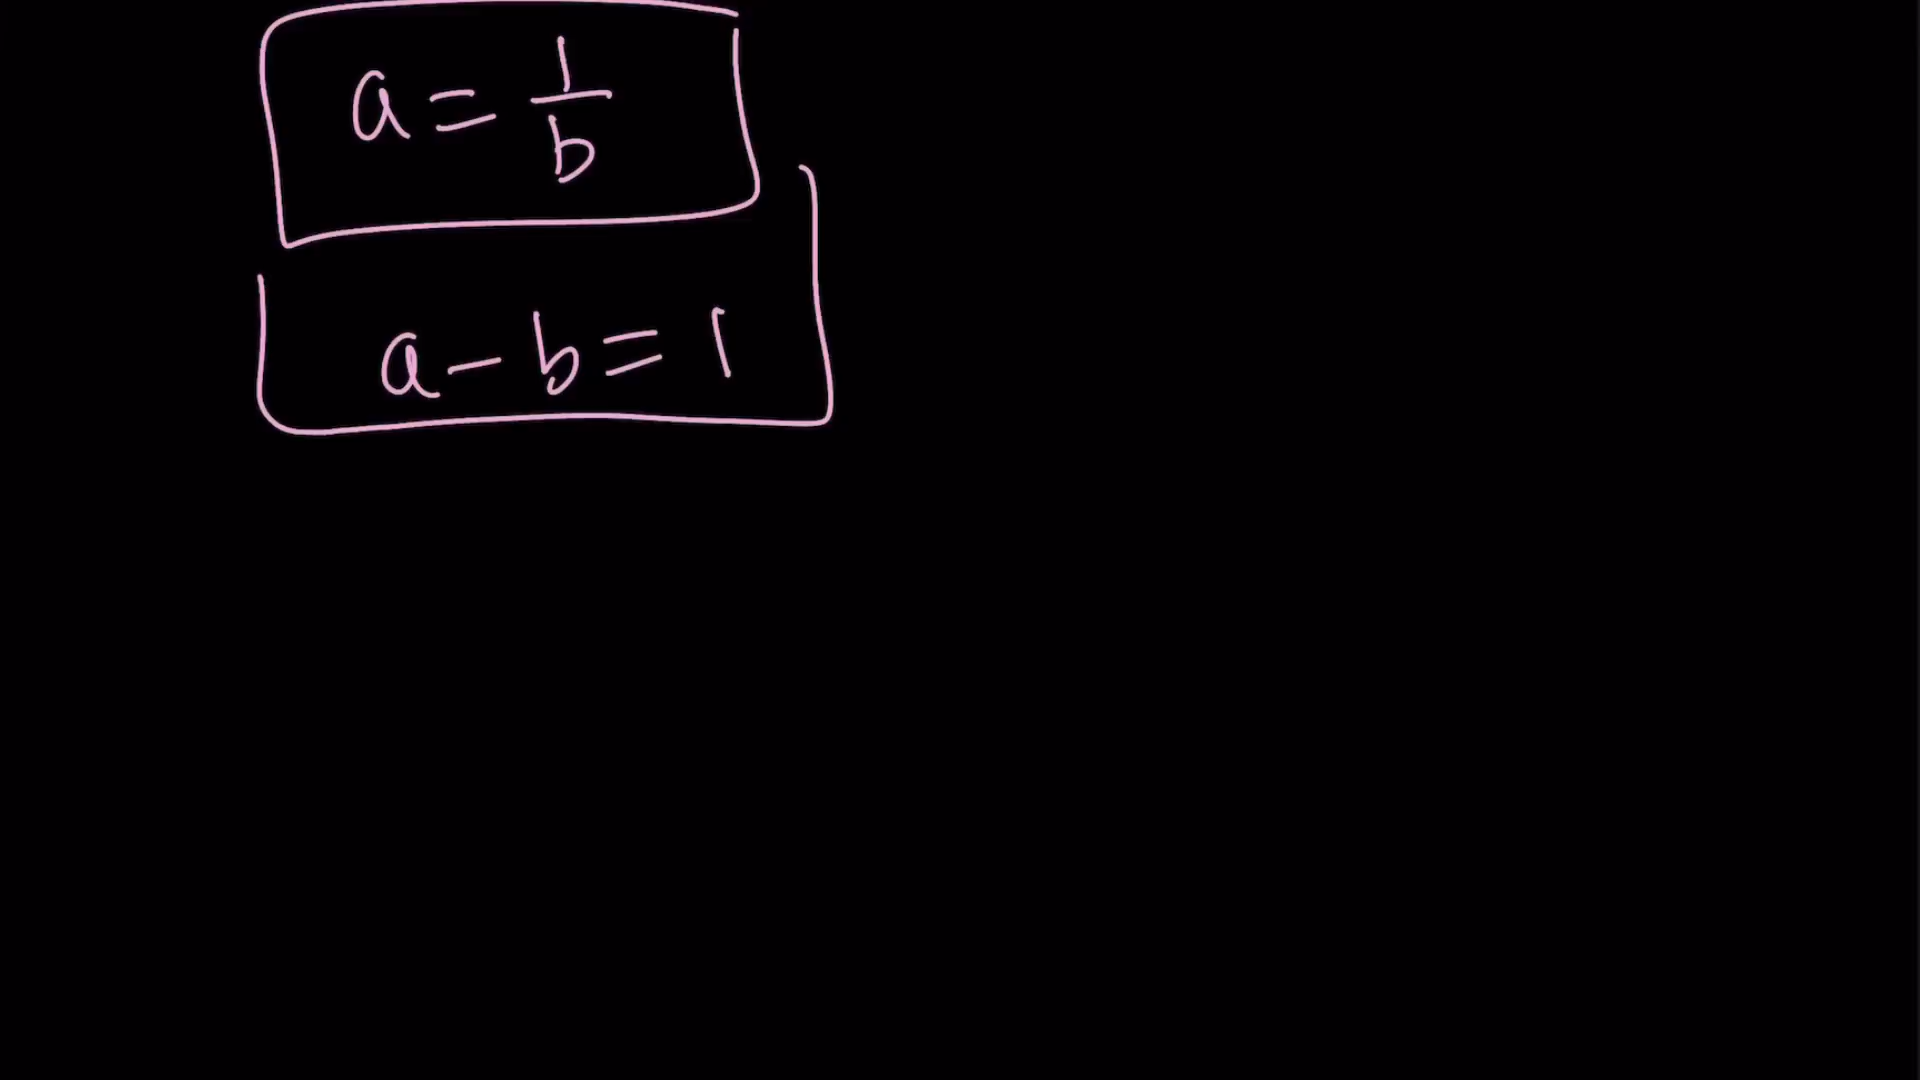 a = 1/b
a - b = 1